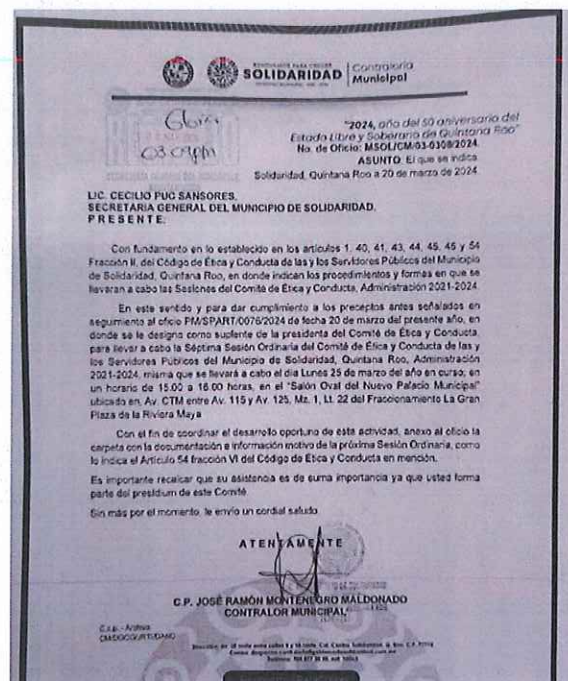 SOLIDARIDAD Contraloría
Municipal
Gloria
03:09pm
"2024, año del 50 aniversario del
Estado Libre y Soberano de Quintana Roo"
No. de Oficio: MSOL/CM/03-0308/2024
ASUNTO: El que se indica
Solidaridad, Quintana Roo a 20 de marzo de 2024
LIC. CECILIO PUC SANSORES,
SECRETARIA GENERAL DEL MUNICIPIO DE SOLIDARIDAD.
P R E S E N T E.
Con fundamento en lo establecido en los artículos 1, 40, 41, 43, 44, 45, 46 y 54
Fracción II, del Código de Ética y Conducta de las y los Servidores Públicos del Municipio
de Solidaridad, Quintana Roo, en donde indican los procedimientos y formas en que se
llevaran a cabo las Sesiones del Comité de Ética y Conducta, Administración 2021-2024.
En este sentido y para dar cumplimiento a los preceptos antes señalados en
seguimiento al oficio PM/SPART/0076/2024 de fecha 20 de marzo del presente año, en
donde se le designa como suplente de la presidenta del Comité de Ética y Conducta,
para llevar a cabo la Séptima Sesión Ordinaria del Comité de Ética y Conducta de las y
los Servidores Públicos del Municipio de Solidaridad, Quintana Roo, Administración
2021-2024, misma que se llevará a cabo el día Lunes 25 de marzo del año en curso; en
un horario de 15:00 a 16:00 horas, en el "Salón Oval del Nuevo Palacio Municipal"
ubicado en, Av. CTM entre Av. 115 y Av. 125, Mz. 1, Lt. 22 del Fraccionamiento La Gran
Plaza de la Riviera Maya
Con el fin de coordinar el desarrollo oportuno de esta actividad, anexo al oficio la
carpeta con la documentación e información motivo de la próxima Sesión Ordinaria, como
lo indica el Artículo 54 fracción VI del Código de Ética y Conducta en mención.
Es importante recalcar que su asistencia es de suma importancia ya que usted forma
parte del presídium de este Comité.
Sin más por el momento, le envío un cordial saludo.
A T E N T A M E N T E
C.P. JOSÉ RAMÓN MONTENEGRO MALDONADO
CONTRALOR MUNICIPAL
C.c.p. - Archivo